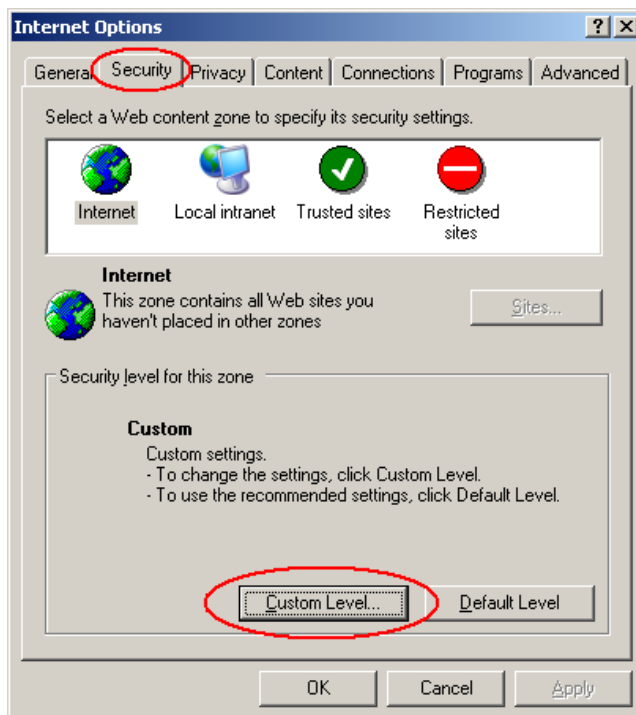 Internet Options
General Security Privacy Content Connections Programs Advanced
Select a Web content zone to specify its security settings.
Internet Local intranet Trusted sites Restricted
sites
Internet
This zone contains all Web sites you
haven't placed in other zones
Sites...
Security level for this zone
Custom
Custom settings.
- To change the settings, click Custom Level.
- To use the recommended settings, click Default Level.
Custom Level... Default Level
OK Cancel Apply